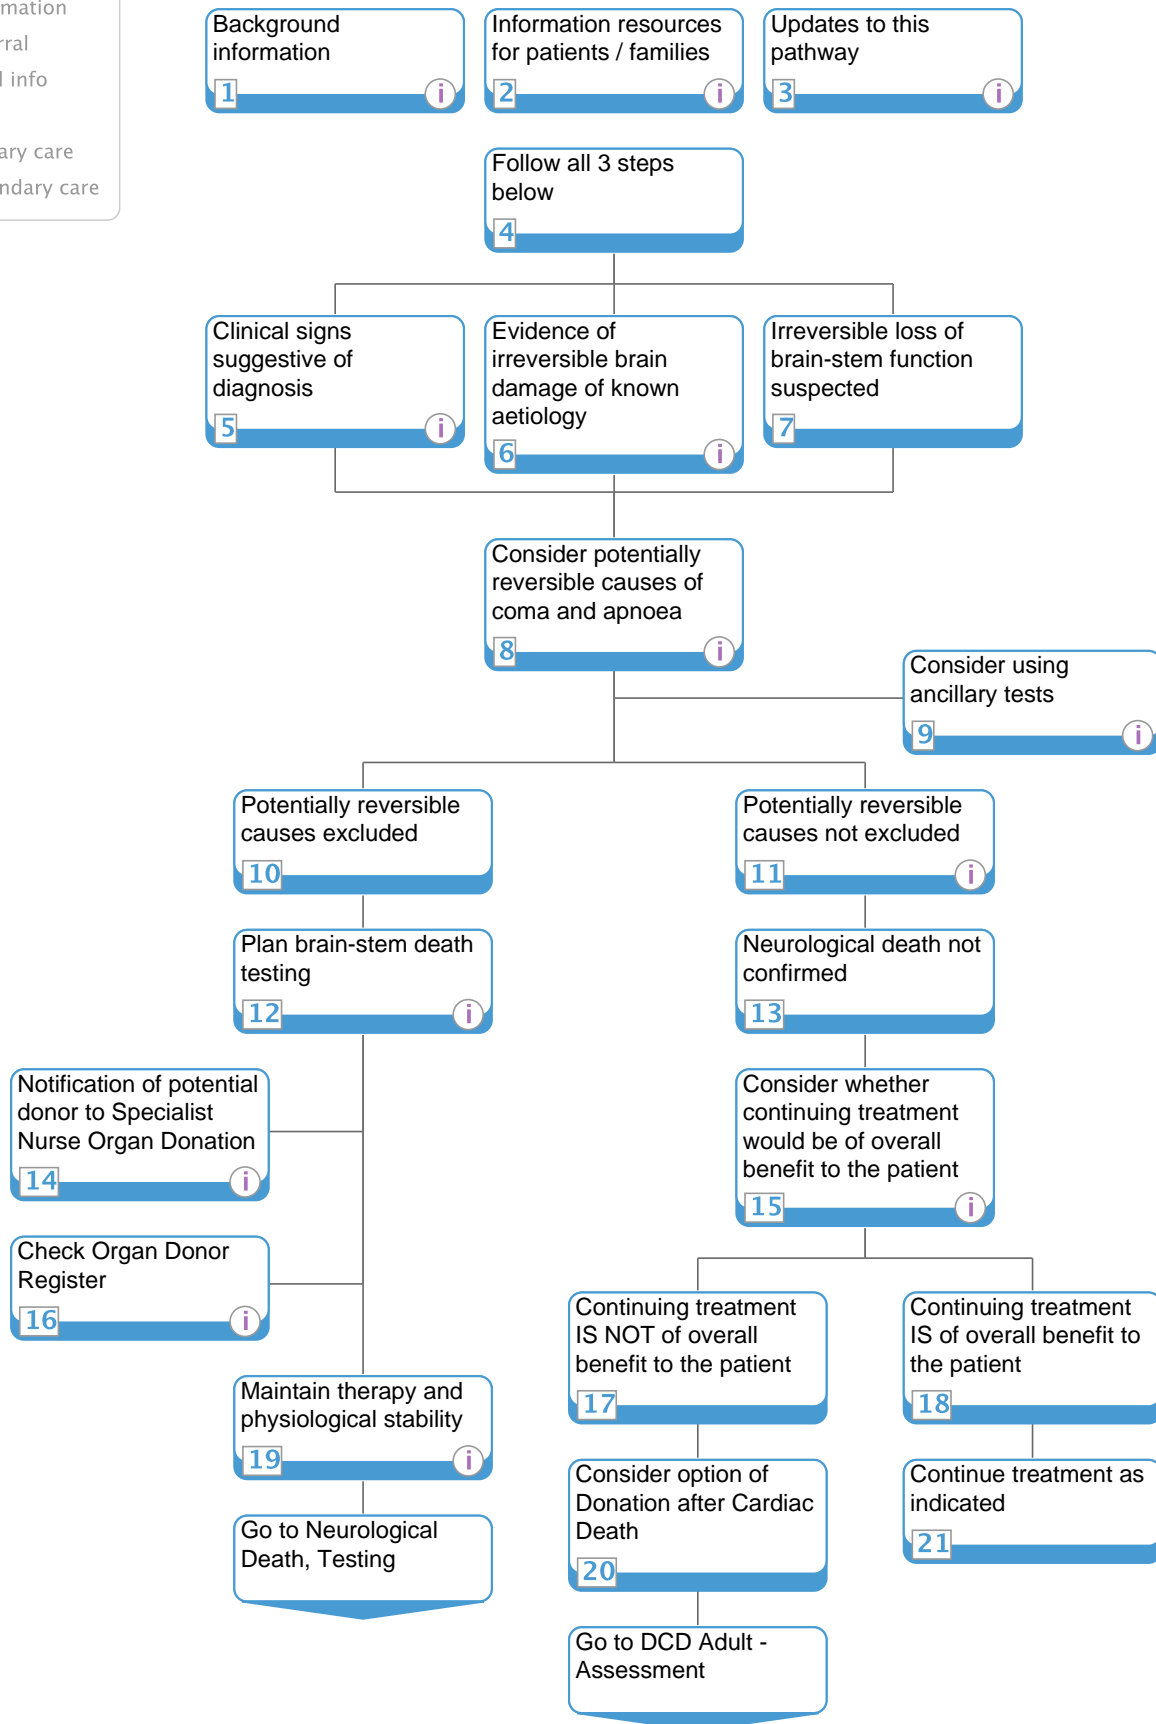 info
care
care
Background
information
1
i
Information resources
for patients / families
2
i
Updates to this
pathway
3
i
Follow all 3 steps
below
4
Clinical signs
suggestive of
diagnosis
5
i
Evidence of
irreversible brain
damage of known
aetiology
6
i
Irreversible loss of
brain-stem function
suspected
7
Consider potentially
reversible causes of
coma and apnoea
8
i
Consider using
ancillary tests
9
i
Potentially reversible
causes excluded
10
Potentially reversible
causes not excluded
11
i
Plan brain-stem death
testing
12
i
Neurological death not
confirmed
13
Notification of potential
donor to Specialist
Nurse Organ Donation
14
i
Consider whether
continuing treatment
would be of overall
benefit to the patient
15
i
Check Organ Donor
Register
16
i
Continuing treatment
IS NOT of overall
benefit to the patient
17
Continuing treatment
IS of overall benefit to
the patient
18
Maintain therapy and
physiological stability
19
i
Consider option of
Donation after Cardiac
Death
20
Continue treatment as
indicated
21
Go to Neurological
Death, Testing
Go to DCD Adult -
Assessment